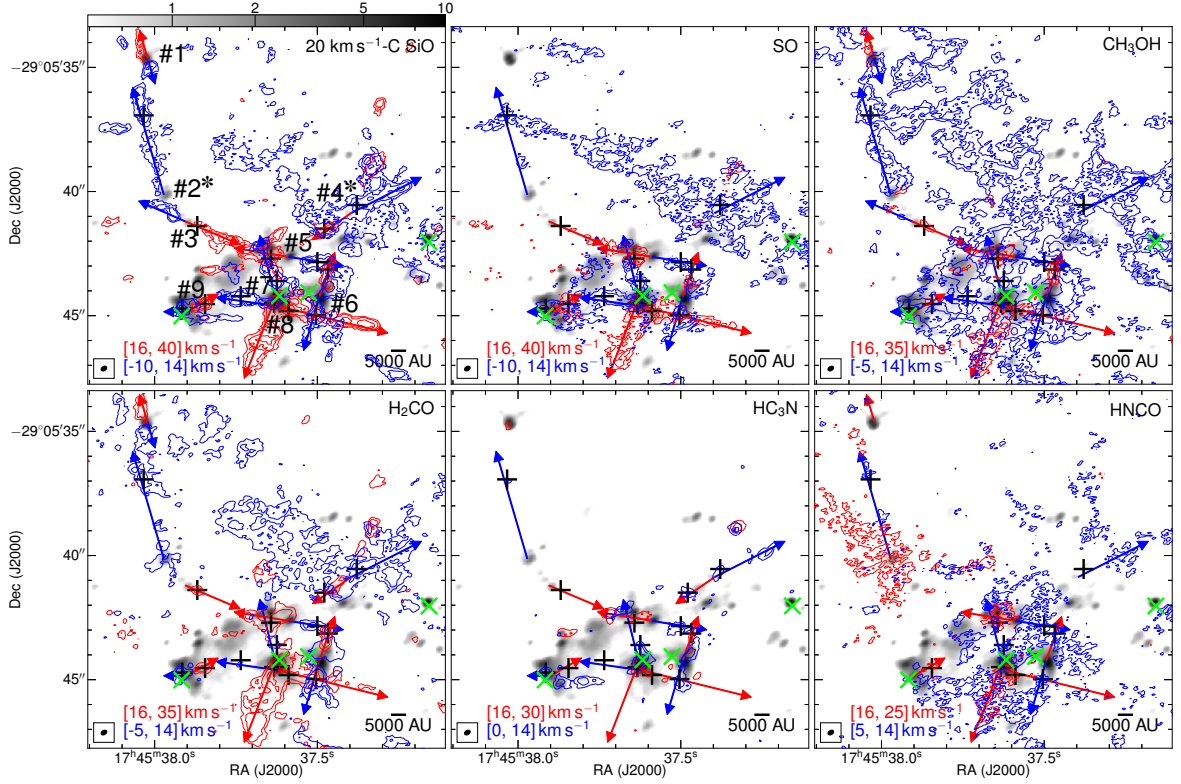 1 2 5 10
20 km s⁻¹-C SiO
SO
CH₃OH
#1
−29°05′35″
#2*
#4*
40″
#3
#5
#9
#7
#6
#8
45″
Dec (J2000)
[16, 40] km s⁻¹
[-10, 14] km s⁻¹
5000 AU
[16, 40] km s⁻¹
[-10, 14] km s⁻¹
5000 AU
[16, 35] km s⁻¹
[-5, 14] km s⁻¹
5000 AU
H₂CO
HC₃N
HNCO
−29°05′35″
40″
45″
Dec (J2000)
[16, 35] km s⁻¹
[-5, 14] km s⁻¹
5000 AU
[16, 30] km s⁻¹
[0, 14] km s⁻¹
5000 AU
[16, 25] km s⁻¹
[5, 14] km s⁻¹
5000 AU
17ʰ45ᵐ38.0ˢ 37.5ˢ
17ʰ45ᵐ38.0ˢ 37.5ˢ
17ʰ45ᵐ38.0ˢ 37.5ˢ
RA (J2000)
RA (J2000)
RA (J2000)